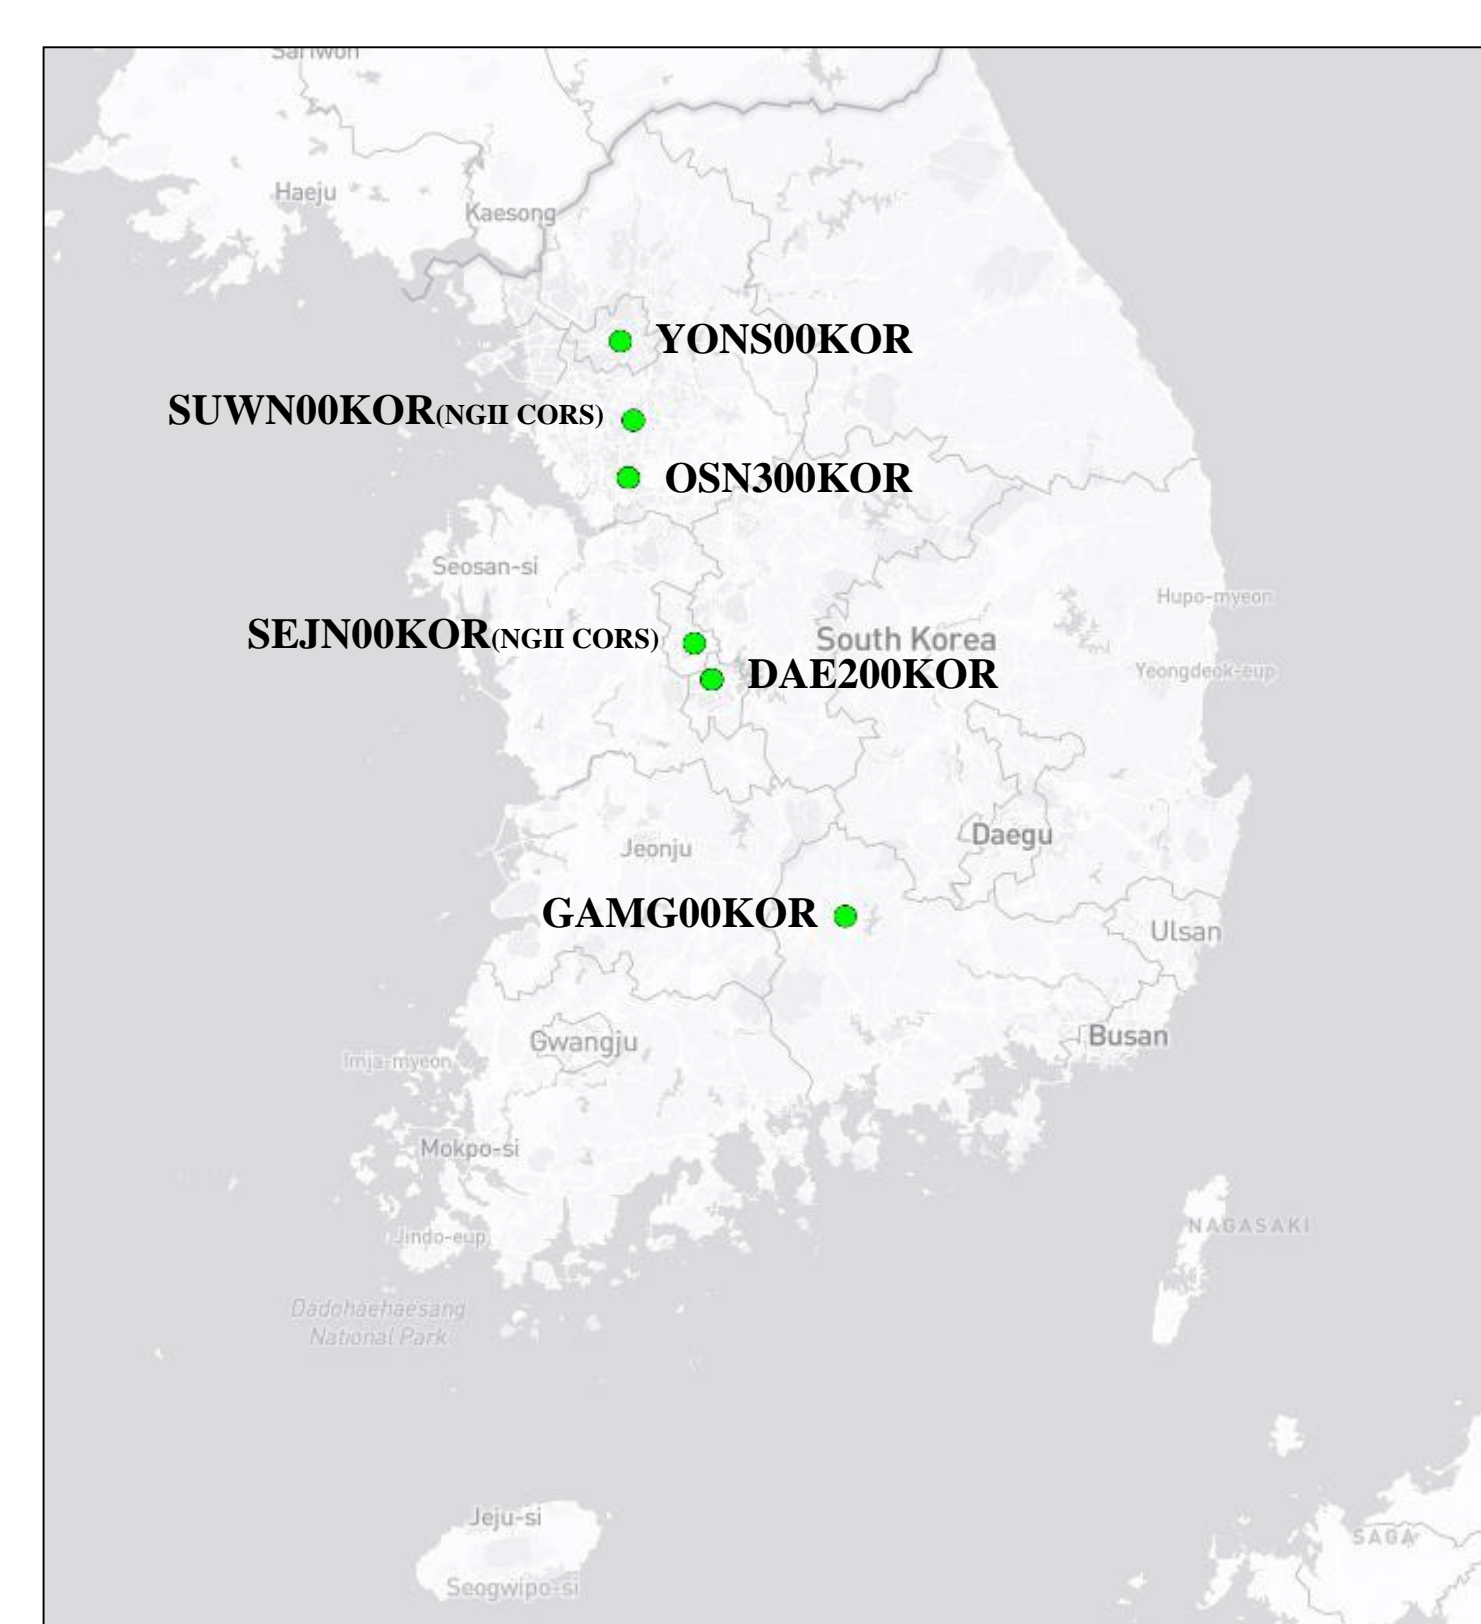 Sariwon
Haeju
Kaesong
YONS00KOR
SUWN00KOR(NGII CORS)
OSN300KOR
Seosan-si
Hupo-myeon
SEJN00KOR(NGII CORS)
South Korea
DAE200KOR
Yeongdeok-eup
Daegu
Jeonju
GAMG00KOR
Ulsan
Busan
Gwangju
Imja-myeon
Mokpo-si
NAGASAKI
Jindo-eup
Dadohaehaesang
National Park
Jeju-si
SAGA
Seogwipo-si